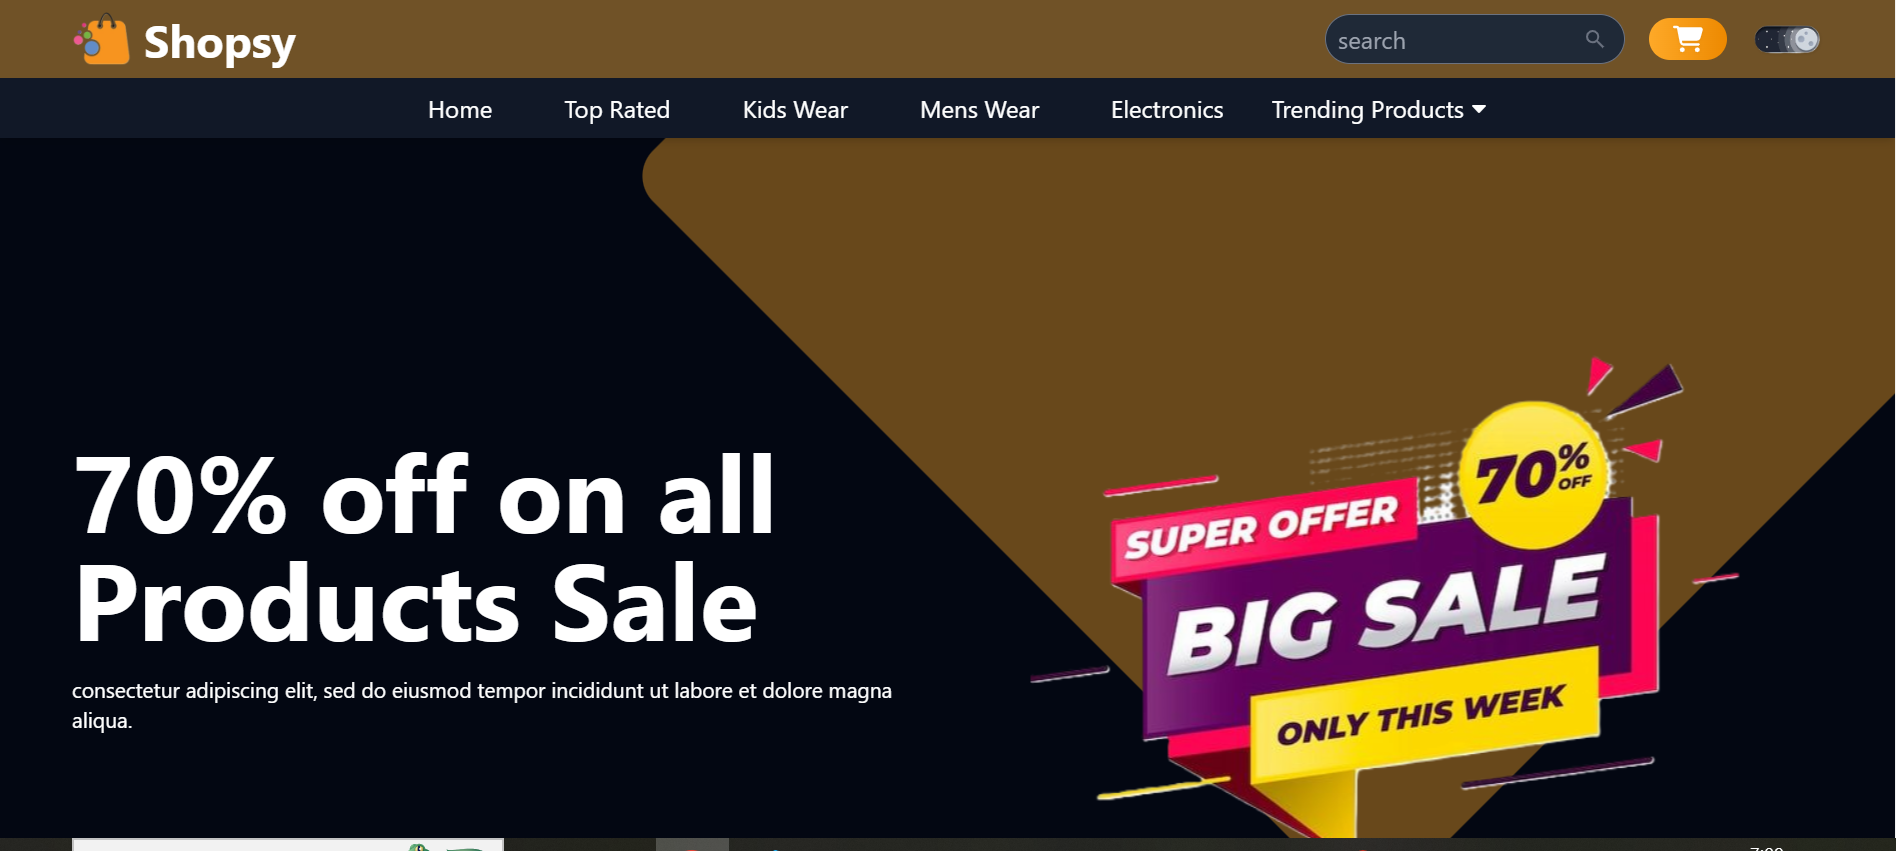 Shopsy
search
Home Top Rated Kids Wear Mens Wear Electronics Trending Products
70% off on all
Products Sale
consectetur adipiscing elit, sed do eiusmod tempor incididunt ut labore et dolore magna
aliqua.
70%
OFF
SUPER OFFER
BIG SALE
ONLY THIS WEEK